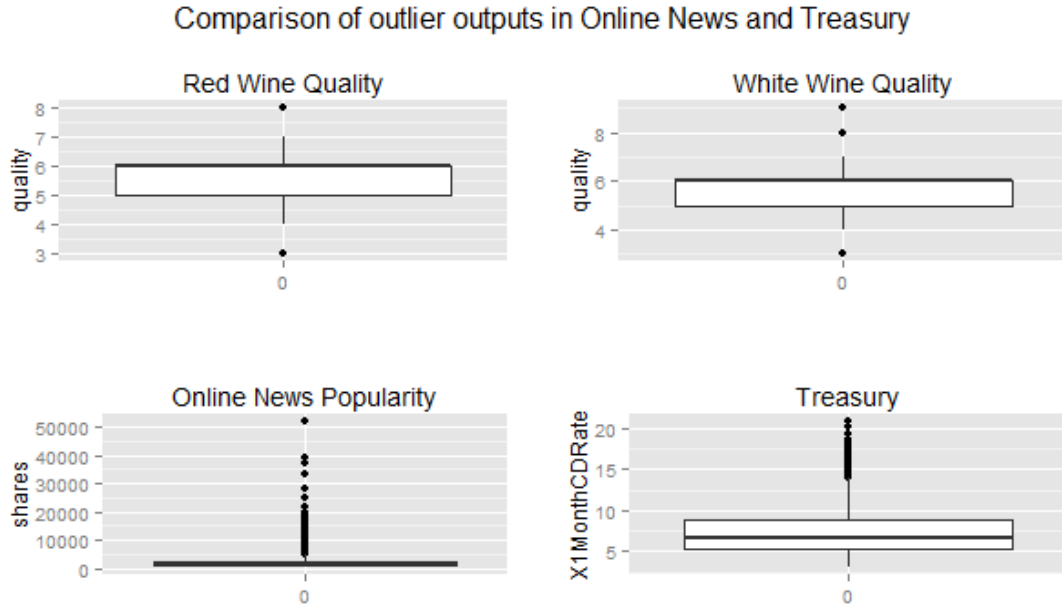 Comparison of outlier outputs in Online News and Treasury
Red Wine Quality
quality
8
7
6
5
4
3
0
White Wine Quality
quality
8
6
4
0
Online News Popularity
shares
50000
40000
30000
20000
10000
0
0
Treasury
X1MonthCDRate
20
15
10
5
0